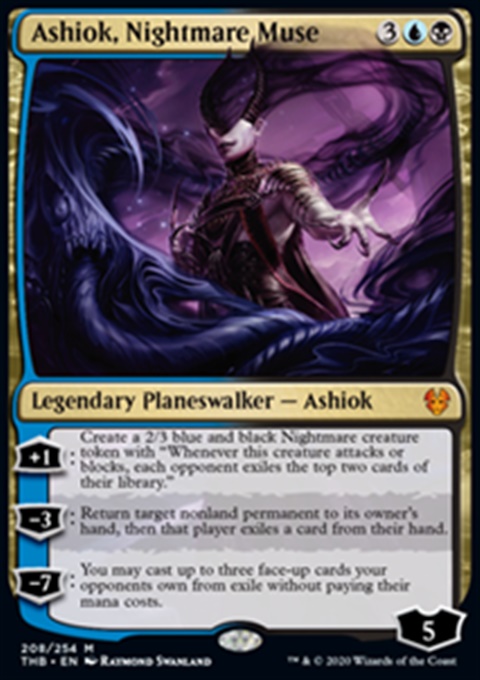 Ashiok, Nightmare Muse 3
Legendary Planeswalker — Ashiok
+1: Create a 2/3 blue and black Nightmare creature
token with “Whenever this creature attacks or
blocks, each opponent exiles the top two cards of
their library.”
−3: Return target nonland permanent to its owner's
hand, then that player exiles a card from their hand.
−7: You may cast up to three face-up cards your
opponents own from exile without paying their
mana costs.
5
208/254 M
THB • EN Raymond Swanland
™ & © 2020 Wizards of the Coast